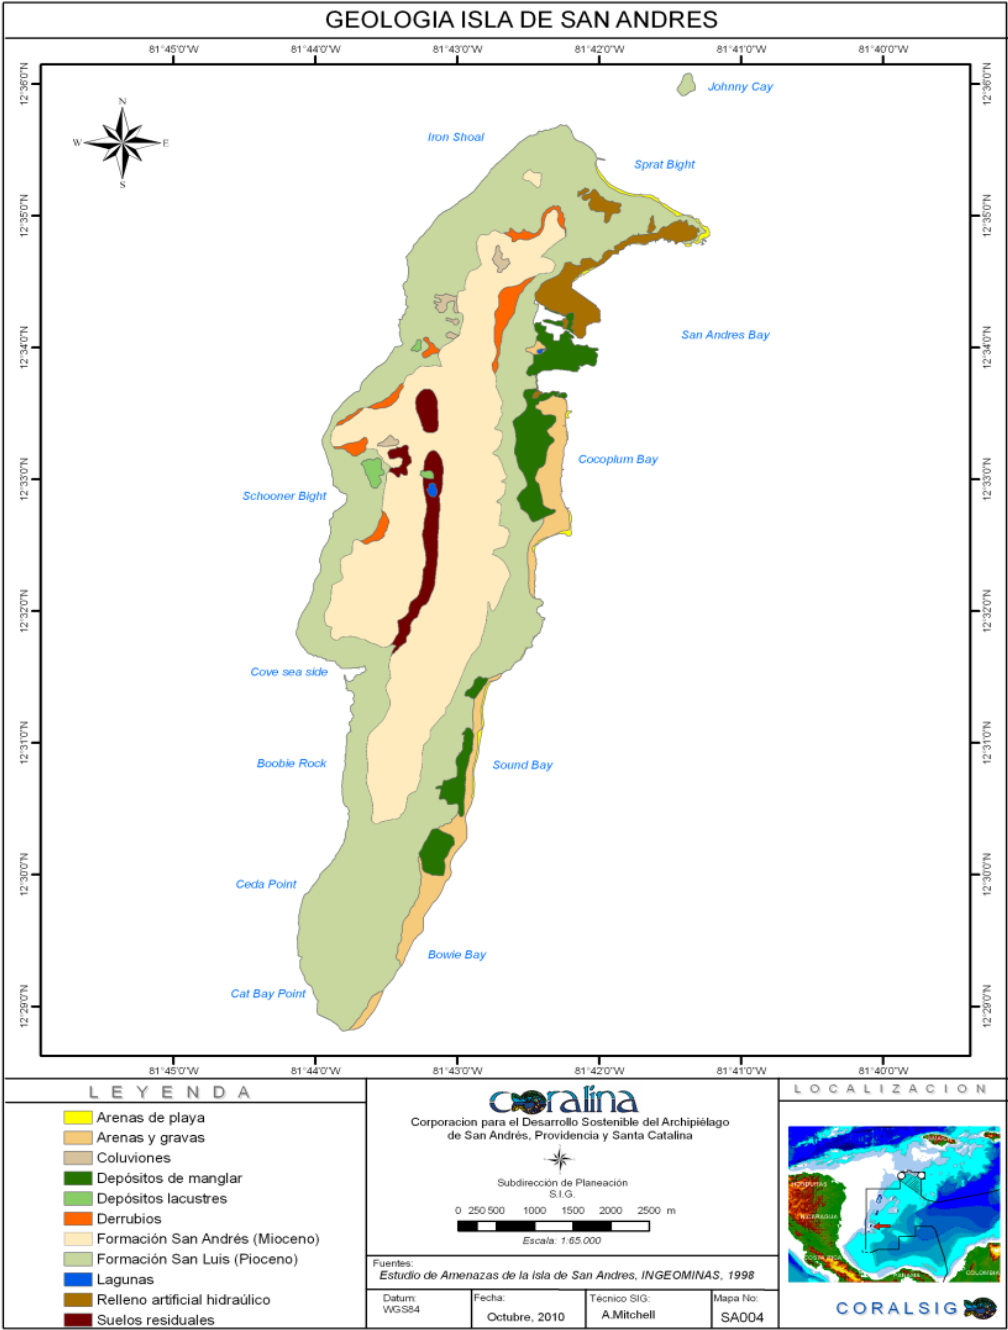 GEOLOGIA ISLA DE SAN ANDRES
81°45'0"W 81°44'0"W 81°43'0"W 81°42'0"W 81°41'0"W 81°40'0"W
12°36'0"N 12°36'0"N
Johnny Cay
N
W E
S
Iron Shoal
Sprat Bight
12°35'0"N 12°35'0"N
San Andres Bay
12°34'0"N 12°34'0"N
Cocoplum Bay
12°33'0"N 12°33'0"N
Schooner Bight
12°32'0"N 12°32'0"N
Cove sea side
12°31'0"N 12°31'0"N
Boobie Rock
Sound Bay
12°30'0"N 12°30'0"N
Ceda Point
Bowie Bay
Cat Bay Point
12°29'0"N 12°29'0"N
81°45'0"W 81°44'0"W 81°43'0"W 81°42'0"W 81°41'0"W 81°40'0"W
LEYENDA
Arenas de playa
Arenas y gravas
Coluviones
Depósitos de manglar
Depósitos lacustres
Derrubios
Formación San Andrés (Mioceno)
Formación San Luis (Pioceno)
Lagunas
Relleno artificial hidraúlico
Suelos residuales
coralina
Corporacion para el Desarrollo Sostenible del Archipiélago
de San Andrés, Providencia y Santa Catalina
Subdirección de Planeación
S.I.G.
0 250 500 1000 1500 2000 2500 m
Escala: 1:65.000
Fuentes:
Estudio de Amenazas de la isla de San Andres, INGEOMINAS, 1998
Datum:
WGS84
Fecha:
Octubre, 2010
Técnico SIG:
A.Mitchell
Mapa No:
SA004
LOCALIZACION
HONDURAS
NICARAGUA
COSTA RICA
PANAMA
COLOMBIA
CORALSIG